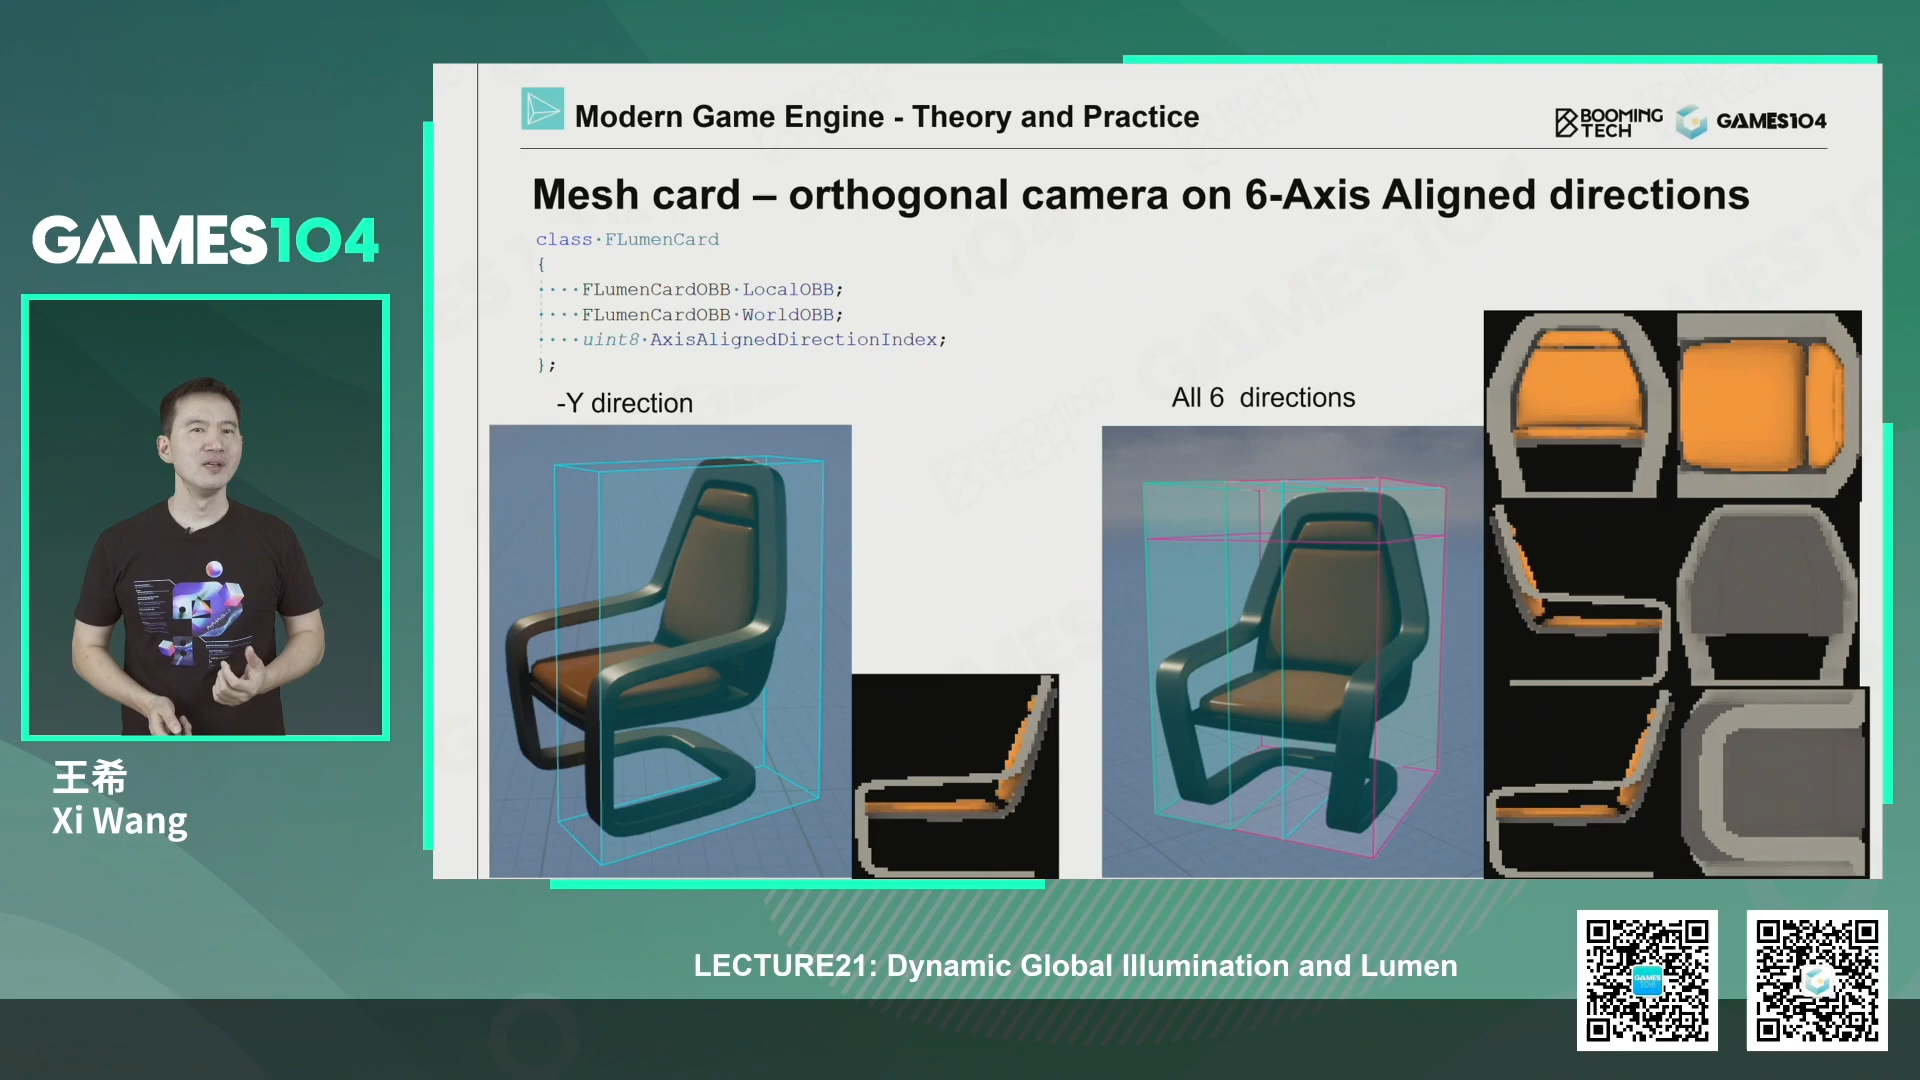 GAMES104
王希
Xi Wang
Modern Game Engine - Theory and Practice
BOOMING
TECH
GAMES104
Mesh card – orthogonal camera on 6-Axis Aligned directions
class·FLumenCard
{
····FLumenCardOBB·LocalOBB;
····FLumenCardOBB·WorldOBB;
····uint8·AxisAlignedDirectionIndex;
};
-Y direction
All 6  directions
LECTURE21: Dynamic Global Illumination and Lumen